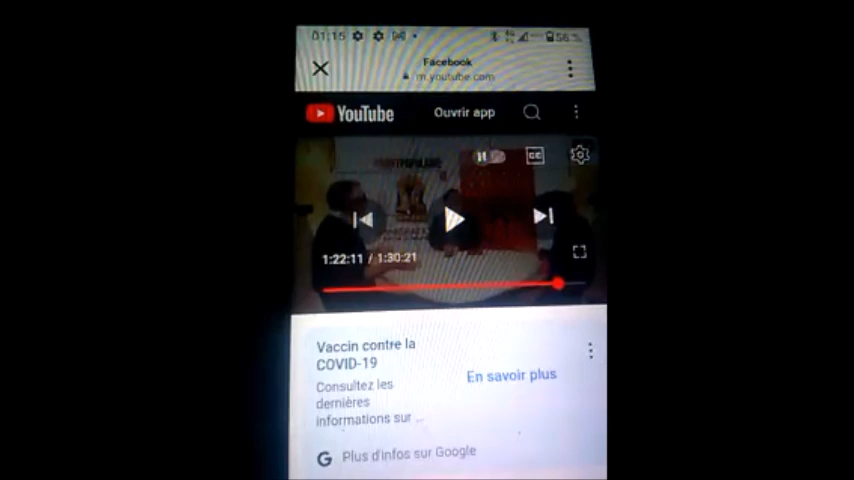 01:15
56%
Facebook
m.youtube.com
YouTube
Ouvrir app
CC
1:22:11 / 1:30:21
Vaccin contre la
COVID-19
En savoir plus
Consultez les
dernières
informations sur ...
G Plus d'infos sur Google